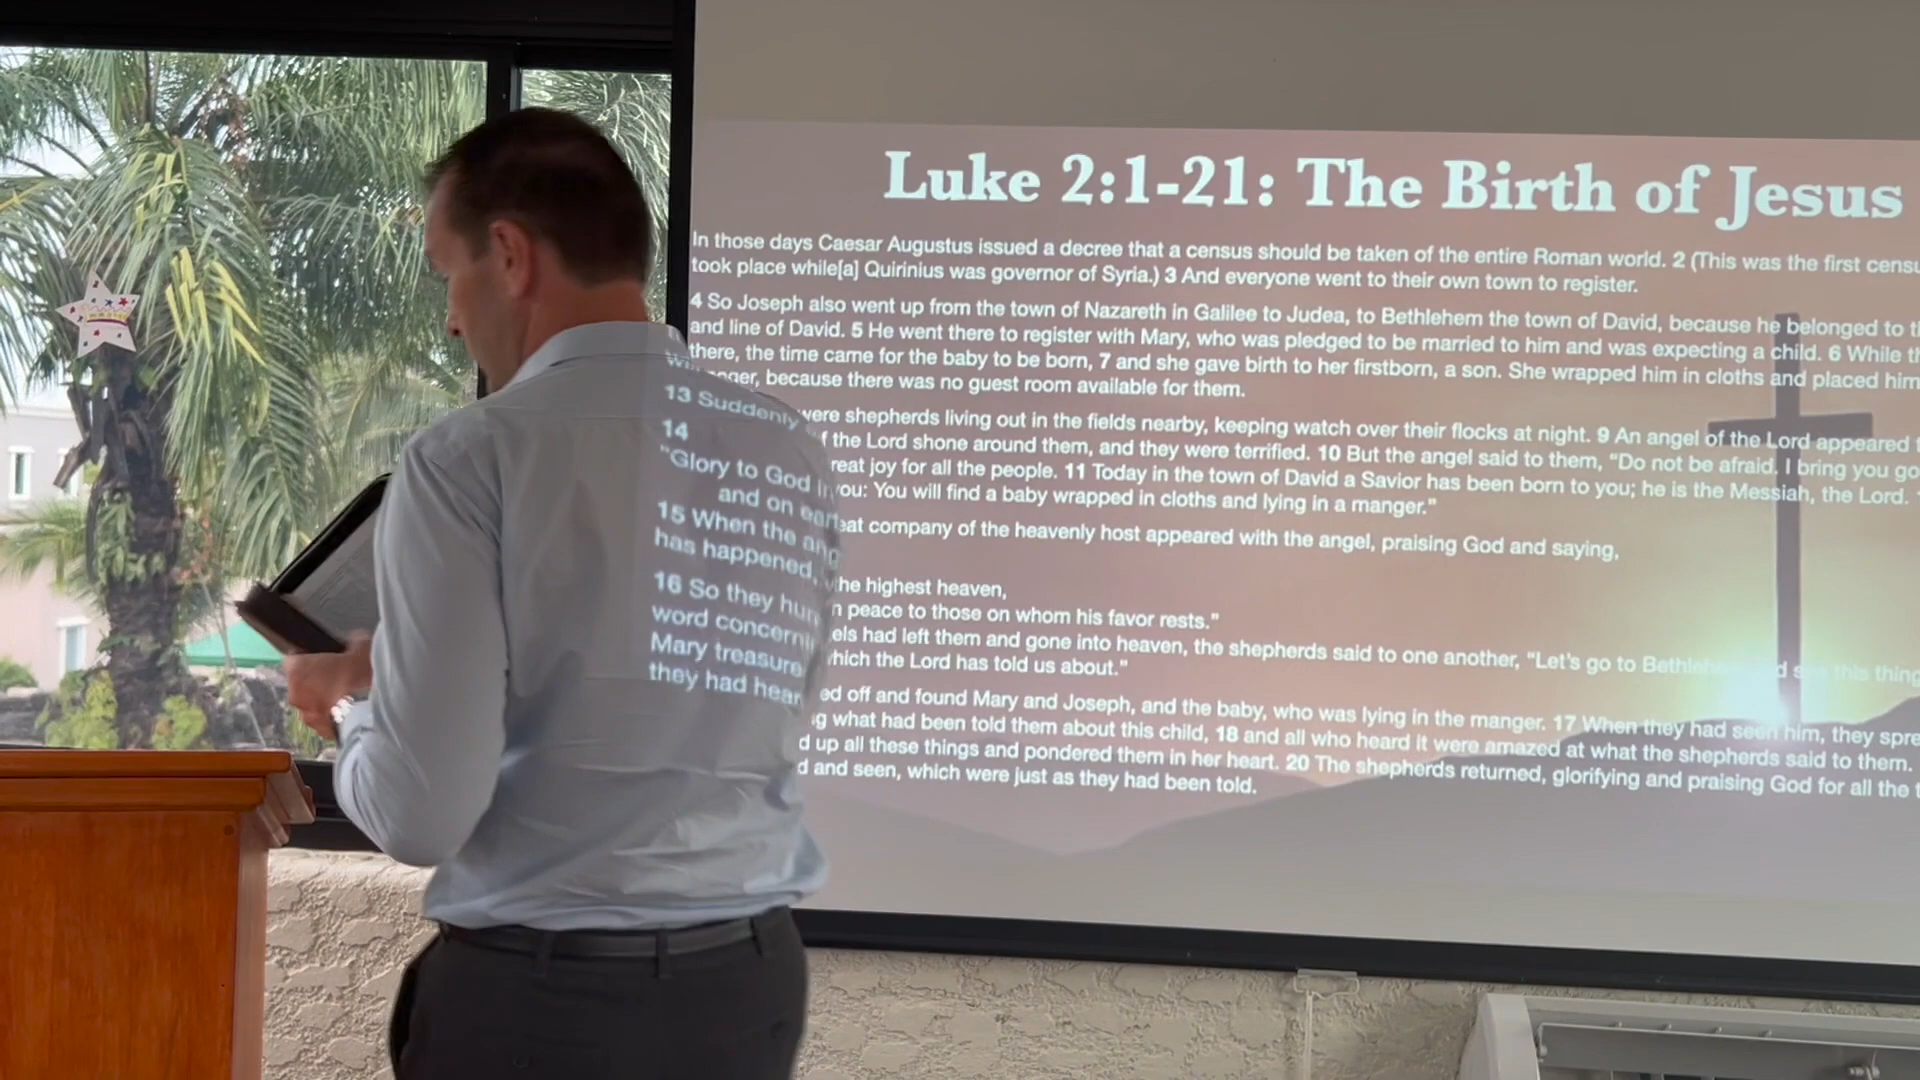 Luke 2:1-21: The Birth of Jesus
In those days Caesar Augustus issued a decree that a census should be taken of the entire Roman world. 2 (This was the first censu
took place while[a] Quirinius was governor of Syria.) 3 And everyone went to their own town to register.
4 So Joseph also went up from the town of Nazareth in Galilee to Judea, to Bethlehem the town of David, because he belonged to t
and line of David. 5 He went there to register with Mary, who was pledged to be married to him and was expecting a child. 6 While t
there, the time came for the baby to be born, 7 and she gave birth to her firstborn, a son. She wrapped him in cloths and placed him
nger, because there was no guest room available for them.
were shepherds living out in the fields nearby, keeping watch over their flocks at night. 9 An angel of the Lord appeared
13 Suddenly f the Lord shone around them, and they were terrified. 10 But the angel said to them, “Do not be afraid. I bring you go
reat joy for all the people. 11 Today in the town of David a Savior has been born to you; he is the Messiah, the Lord.
you: You will find a baby wrapped in cloths and lying in a manger.”
eat company of the heavenly host appeared with the angel, praising God and saying,
14
"Glory to God in the highest heaven,
and on eart n peace to those on whom his favor rests.”
15 When the ang els had left them and gone into heaven, the shepherds said to one another, “Let's go to Bethlehe d see this thing
has happened, which the Lord has told us about.”
16 So they hurr ed off and found Mary and Joseph, and the baby, who was lying in the manger. 17 When they had seen him, they spre
word concerni g what had been told them about this child, 18 and all who heard it were amazed at what the shepherds said to them.
Mary treasure d up all these things and pondered them in her heart. 20 The shepherds returned, glorifying and praising God for all the t
they had hear d and seen, which were just as they had been told.